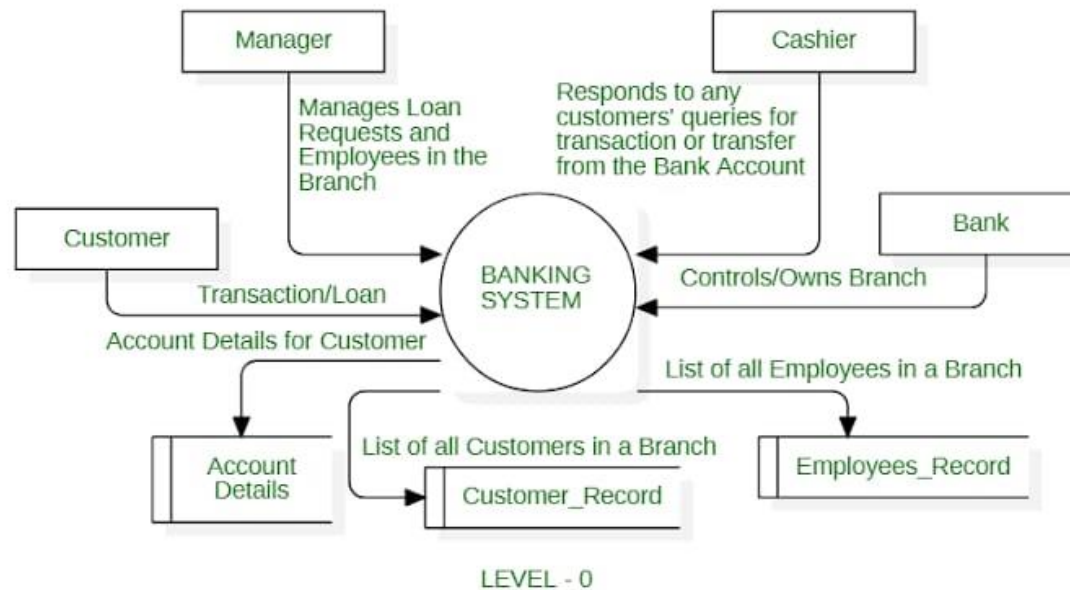 Manager
Cashier
Manages Loan
Requests and
Employees in the
Branch
Responds to any
customers' queries for
transaction or transfer
from the Bank Account
Customer
Bank
BANKING
SYSTEM
Transaction/Loan
Controls/Owns Branch
Account Details for Customer
List of all Employees in a Branch
List of all Customers in a Branch
Account
Details
Customer_Record
Employees_Record
LEVEL - 0